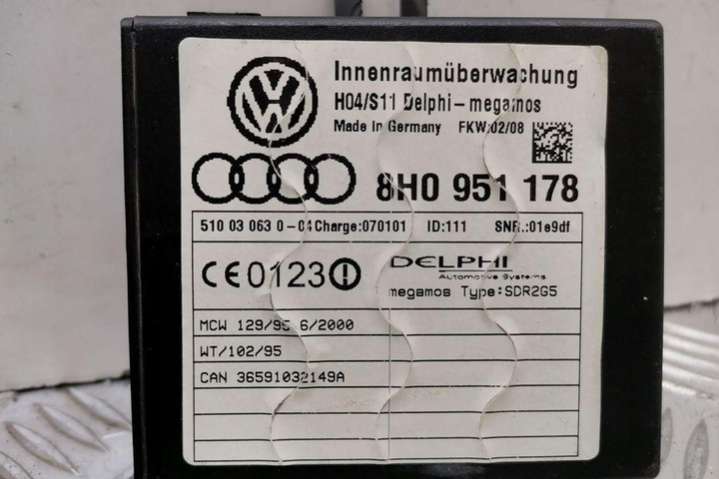 Innenraumüberwachung
H04/S11 Delphi-megamos
Made in Germany FKW:02/08
8H0 951 178
510 03 063 0-04 Charge:070101 ID:111 SNR.:01e9df
CE0123
DELPHI
Automotive Systems
megamos Type:SDR2G5
MCW 129/95 6/2000
WT/102/95
CAN 36591032149A